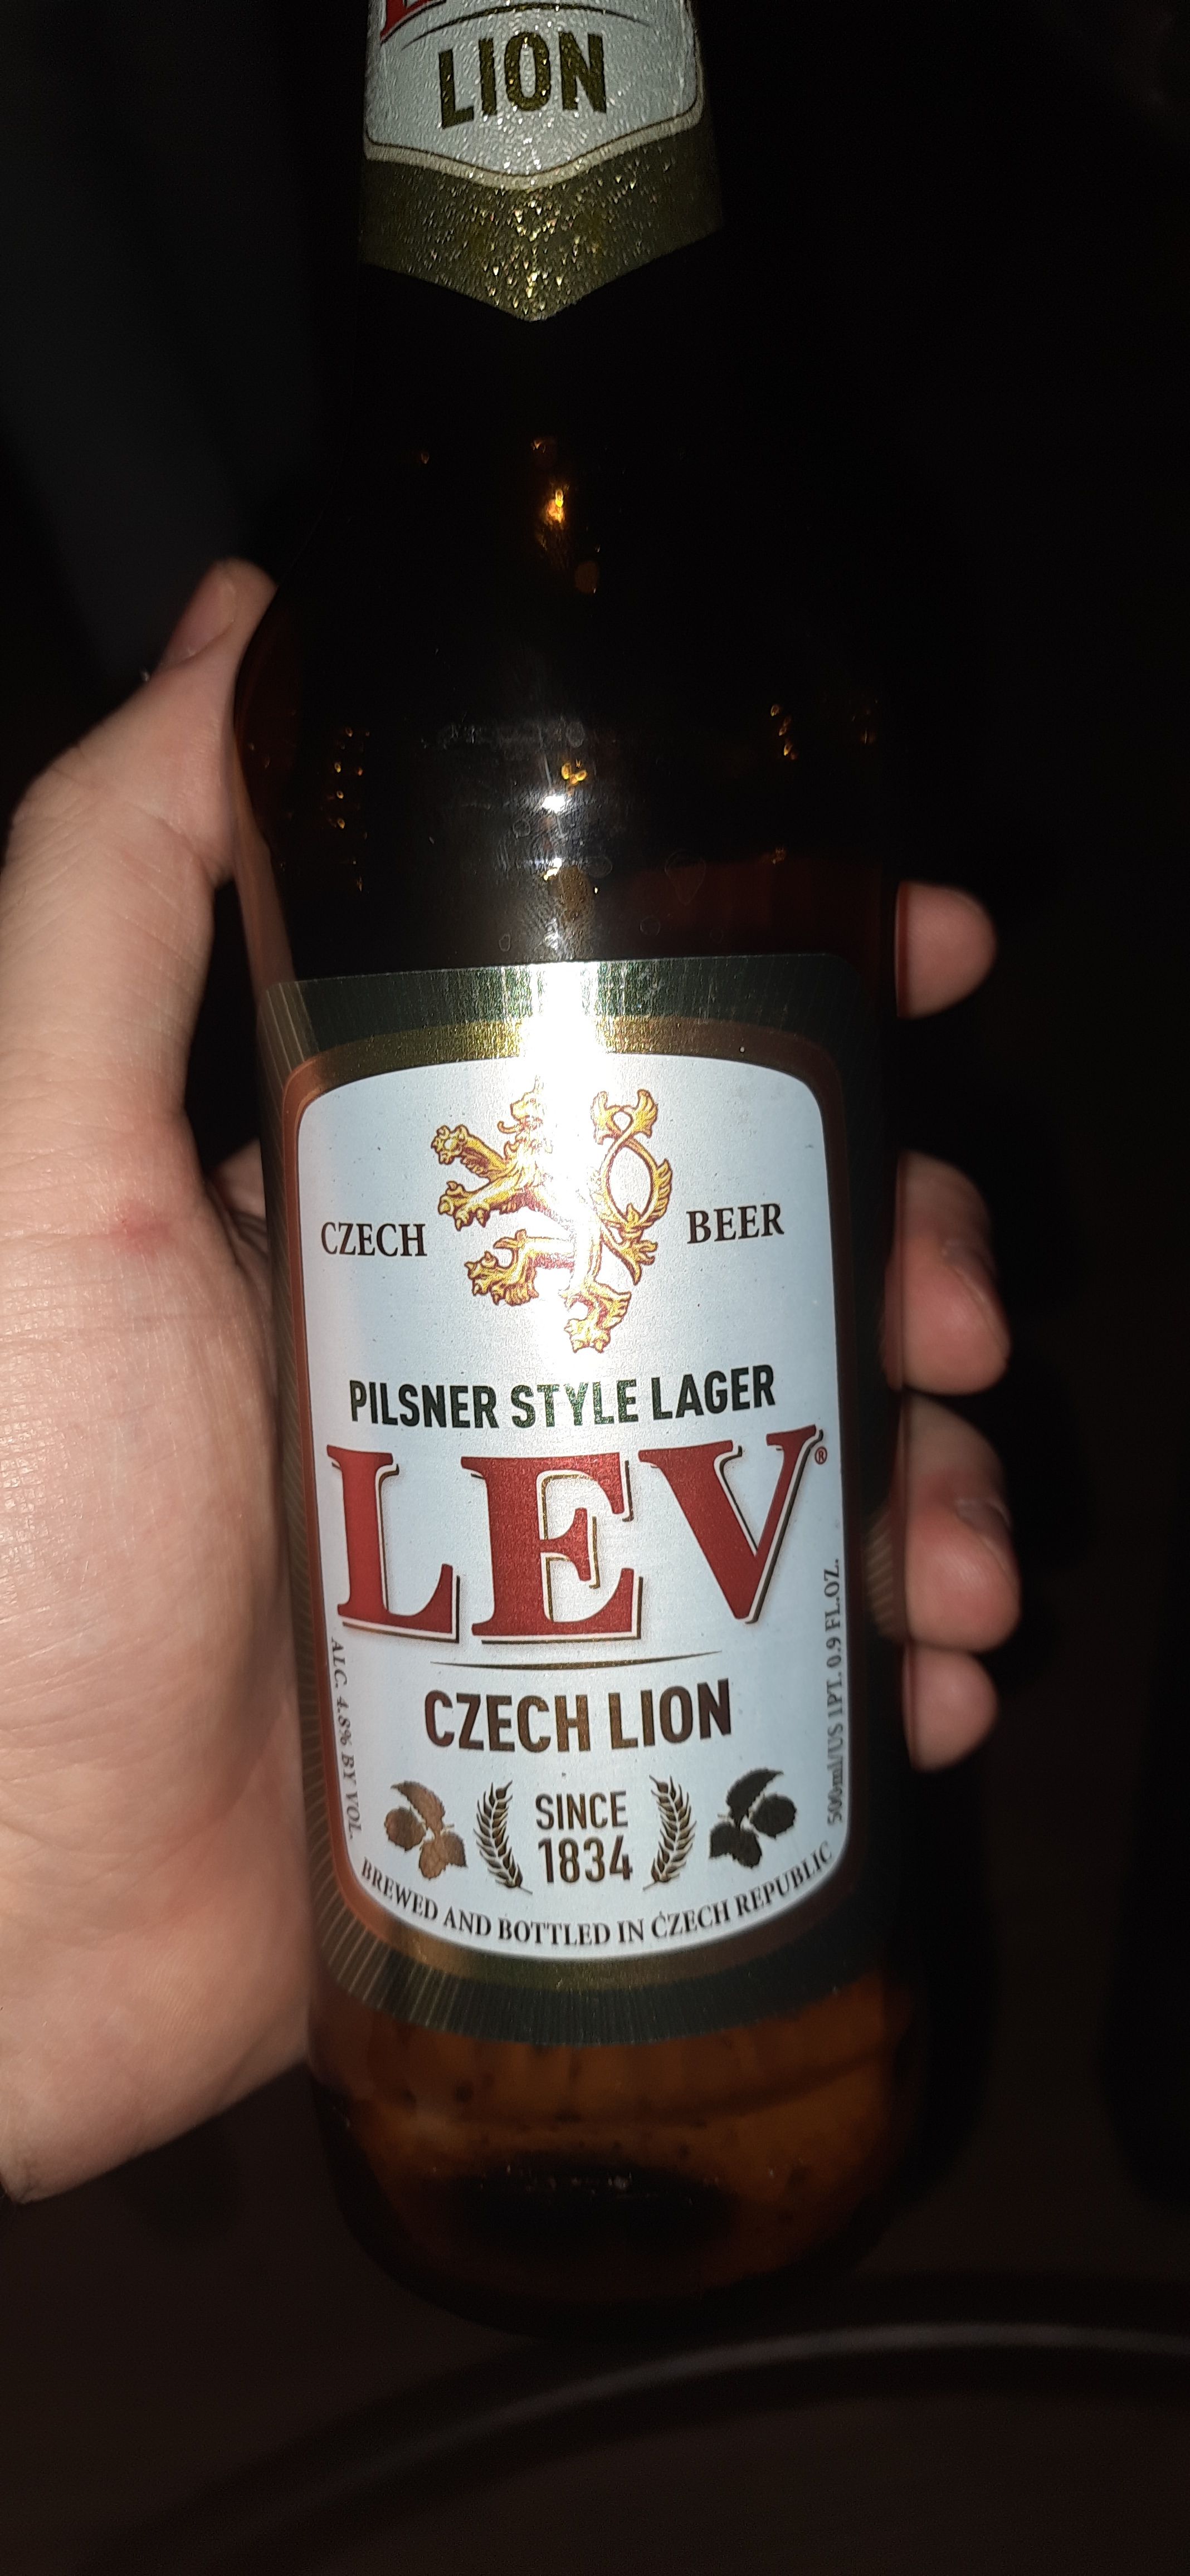 LION
CZECH BEER
PILSNER STYLE LAGER
LEV®
CZECH LION
ALC. 4.8% BY VOL.
500ml/US 1PT. 0.9 FL.OZ.
SINCE
1834
BREWED AND BOTTLED IN CZECH REPUBLIC